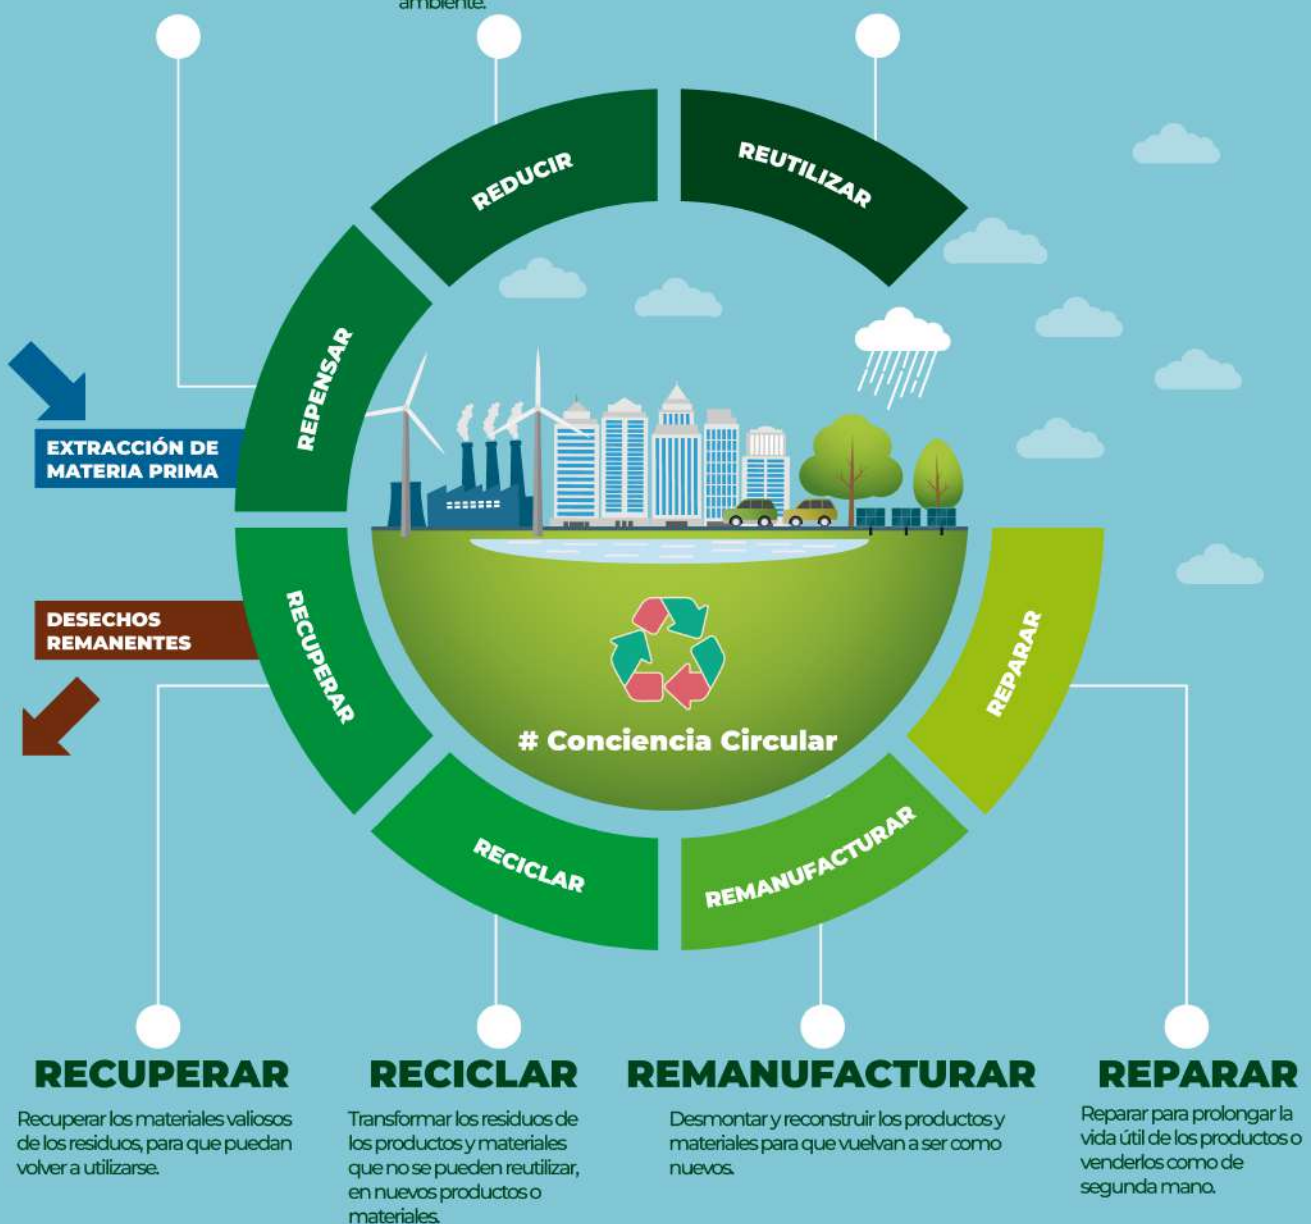 ambiente.
REDUCIR
REUTILIZAR
REPENSAR
EXTRACCIÓN DE
MATERIA PRIMA
DESECHOS
REMANENTES
RECUPERAR
REPARAR
# Conciencia Circular
RECICLAR
REMANUFACTURAR
RECUPERAR
Recuperar los materiales valiosos
de los residuos, para que puedan
volver a utilizarse.
RECICLAR
Transformar los residuos de
los productos y materiales
que no se pueden reutilizar,
en nuevos productos o
materiales.
REMANUFACTURAR
Desmontar y reconstruir los productos y
materiales para que vuelvan a ser como
nuevos.
REPARAR
Reparar para prolongar la
vida útil de los productos o
venderlos como de
segunda mano.